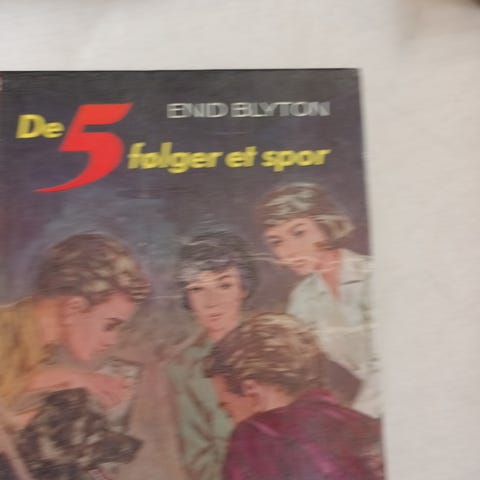 ENID BLYTON
De 5 følger et spor